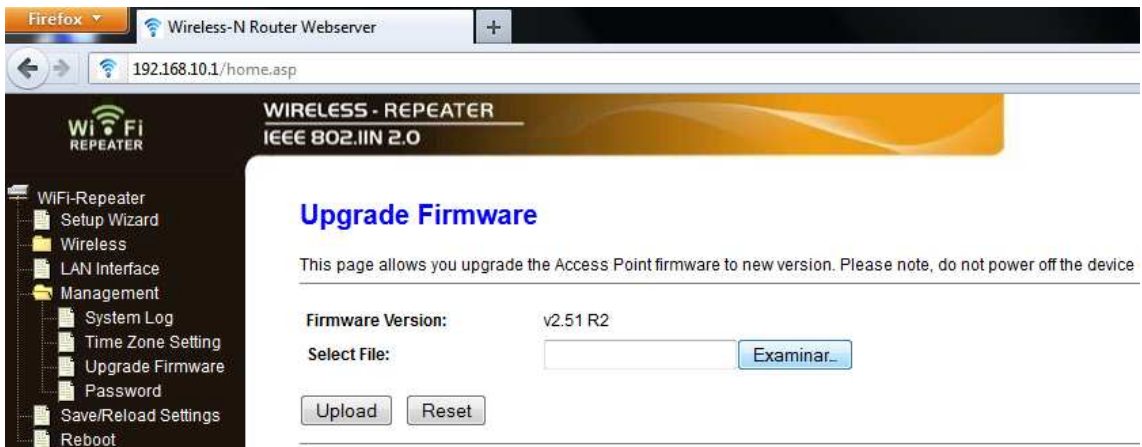 Firefox
Wireless-N Router Webserver
192.168.10.1/home.asp
WiFi
REPEATER
WIRELESS - REPEATER
IEEE 802.11N 2.0
WiFi-Repeater
Setup Wizard
Wireless
LAN Interface
Management
System Log
Time Zone Setting
Upgrade Firmware
Password
Save/Reload Settings
Reboot
Upgrade Firmware
This page allows you upgrade the Access Point firmware to new version. Please note, do not power off the device
Firmware Version: v2.51 R2
Select File: Examinar...
Upload Reset